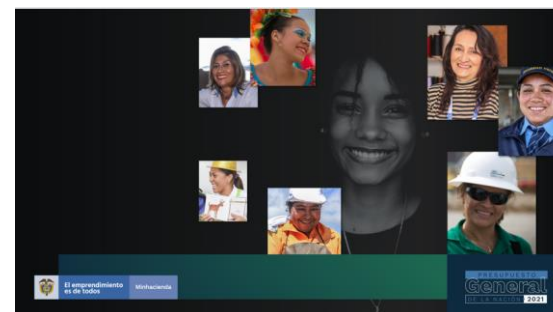 El emprendimiento
es de todos
Minhacienda
PRESUPUESTO
General
DE LA NACIÓN 2021